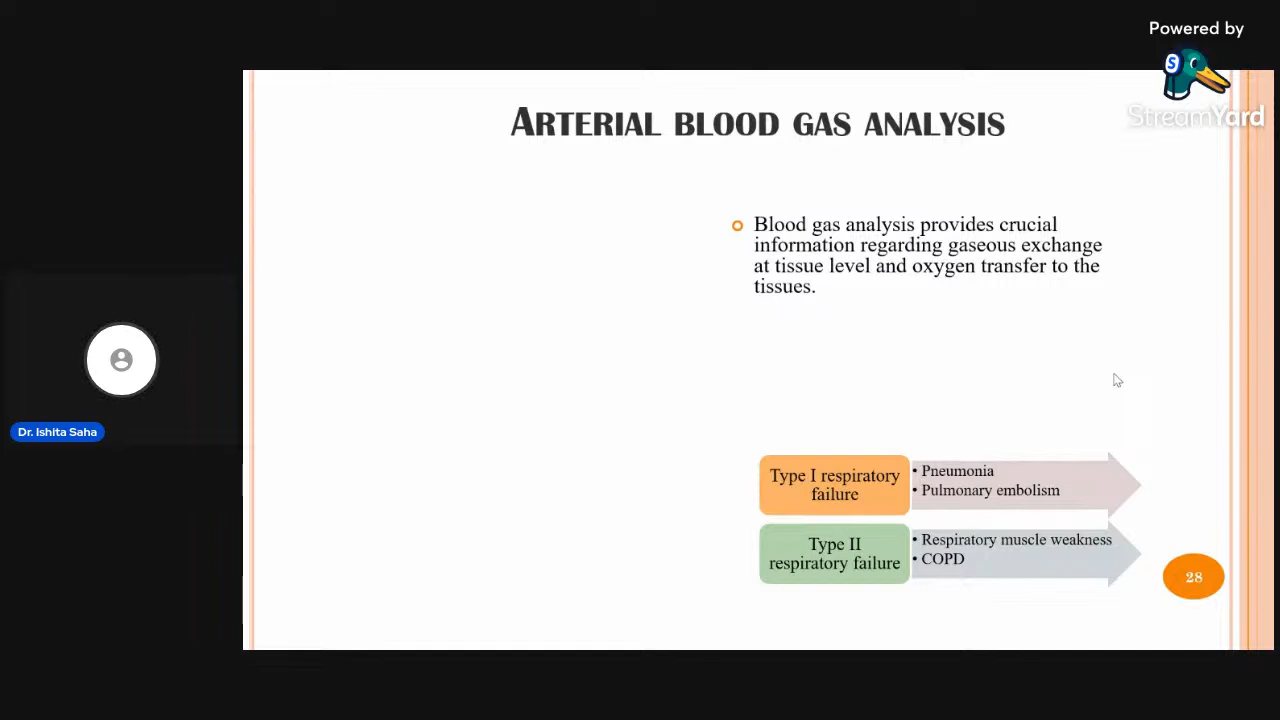 Powered by
StreamYard
ARTERIAL BLOOD GAS ANALYSIS
Blood gas analysis provides crucial
information regarding gaseous exchange
at tissue level and oxygen transfer to the
tissues.
Dr. Ishita Saha
Type I respiratory
failure
• Pneumonia
• Pulmonary embolism
Type II
respiratory failure
• Respiratory muscle weakness
• COPD
28